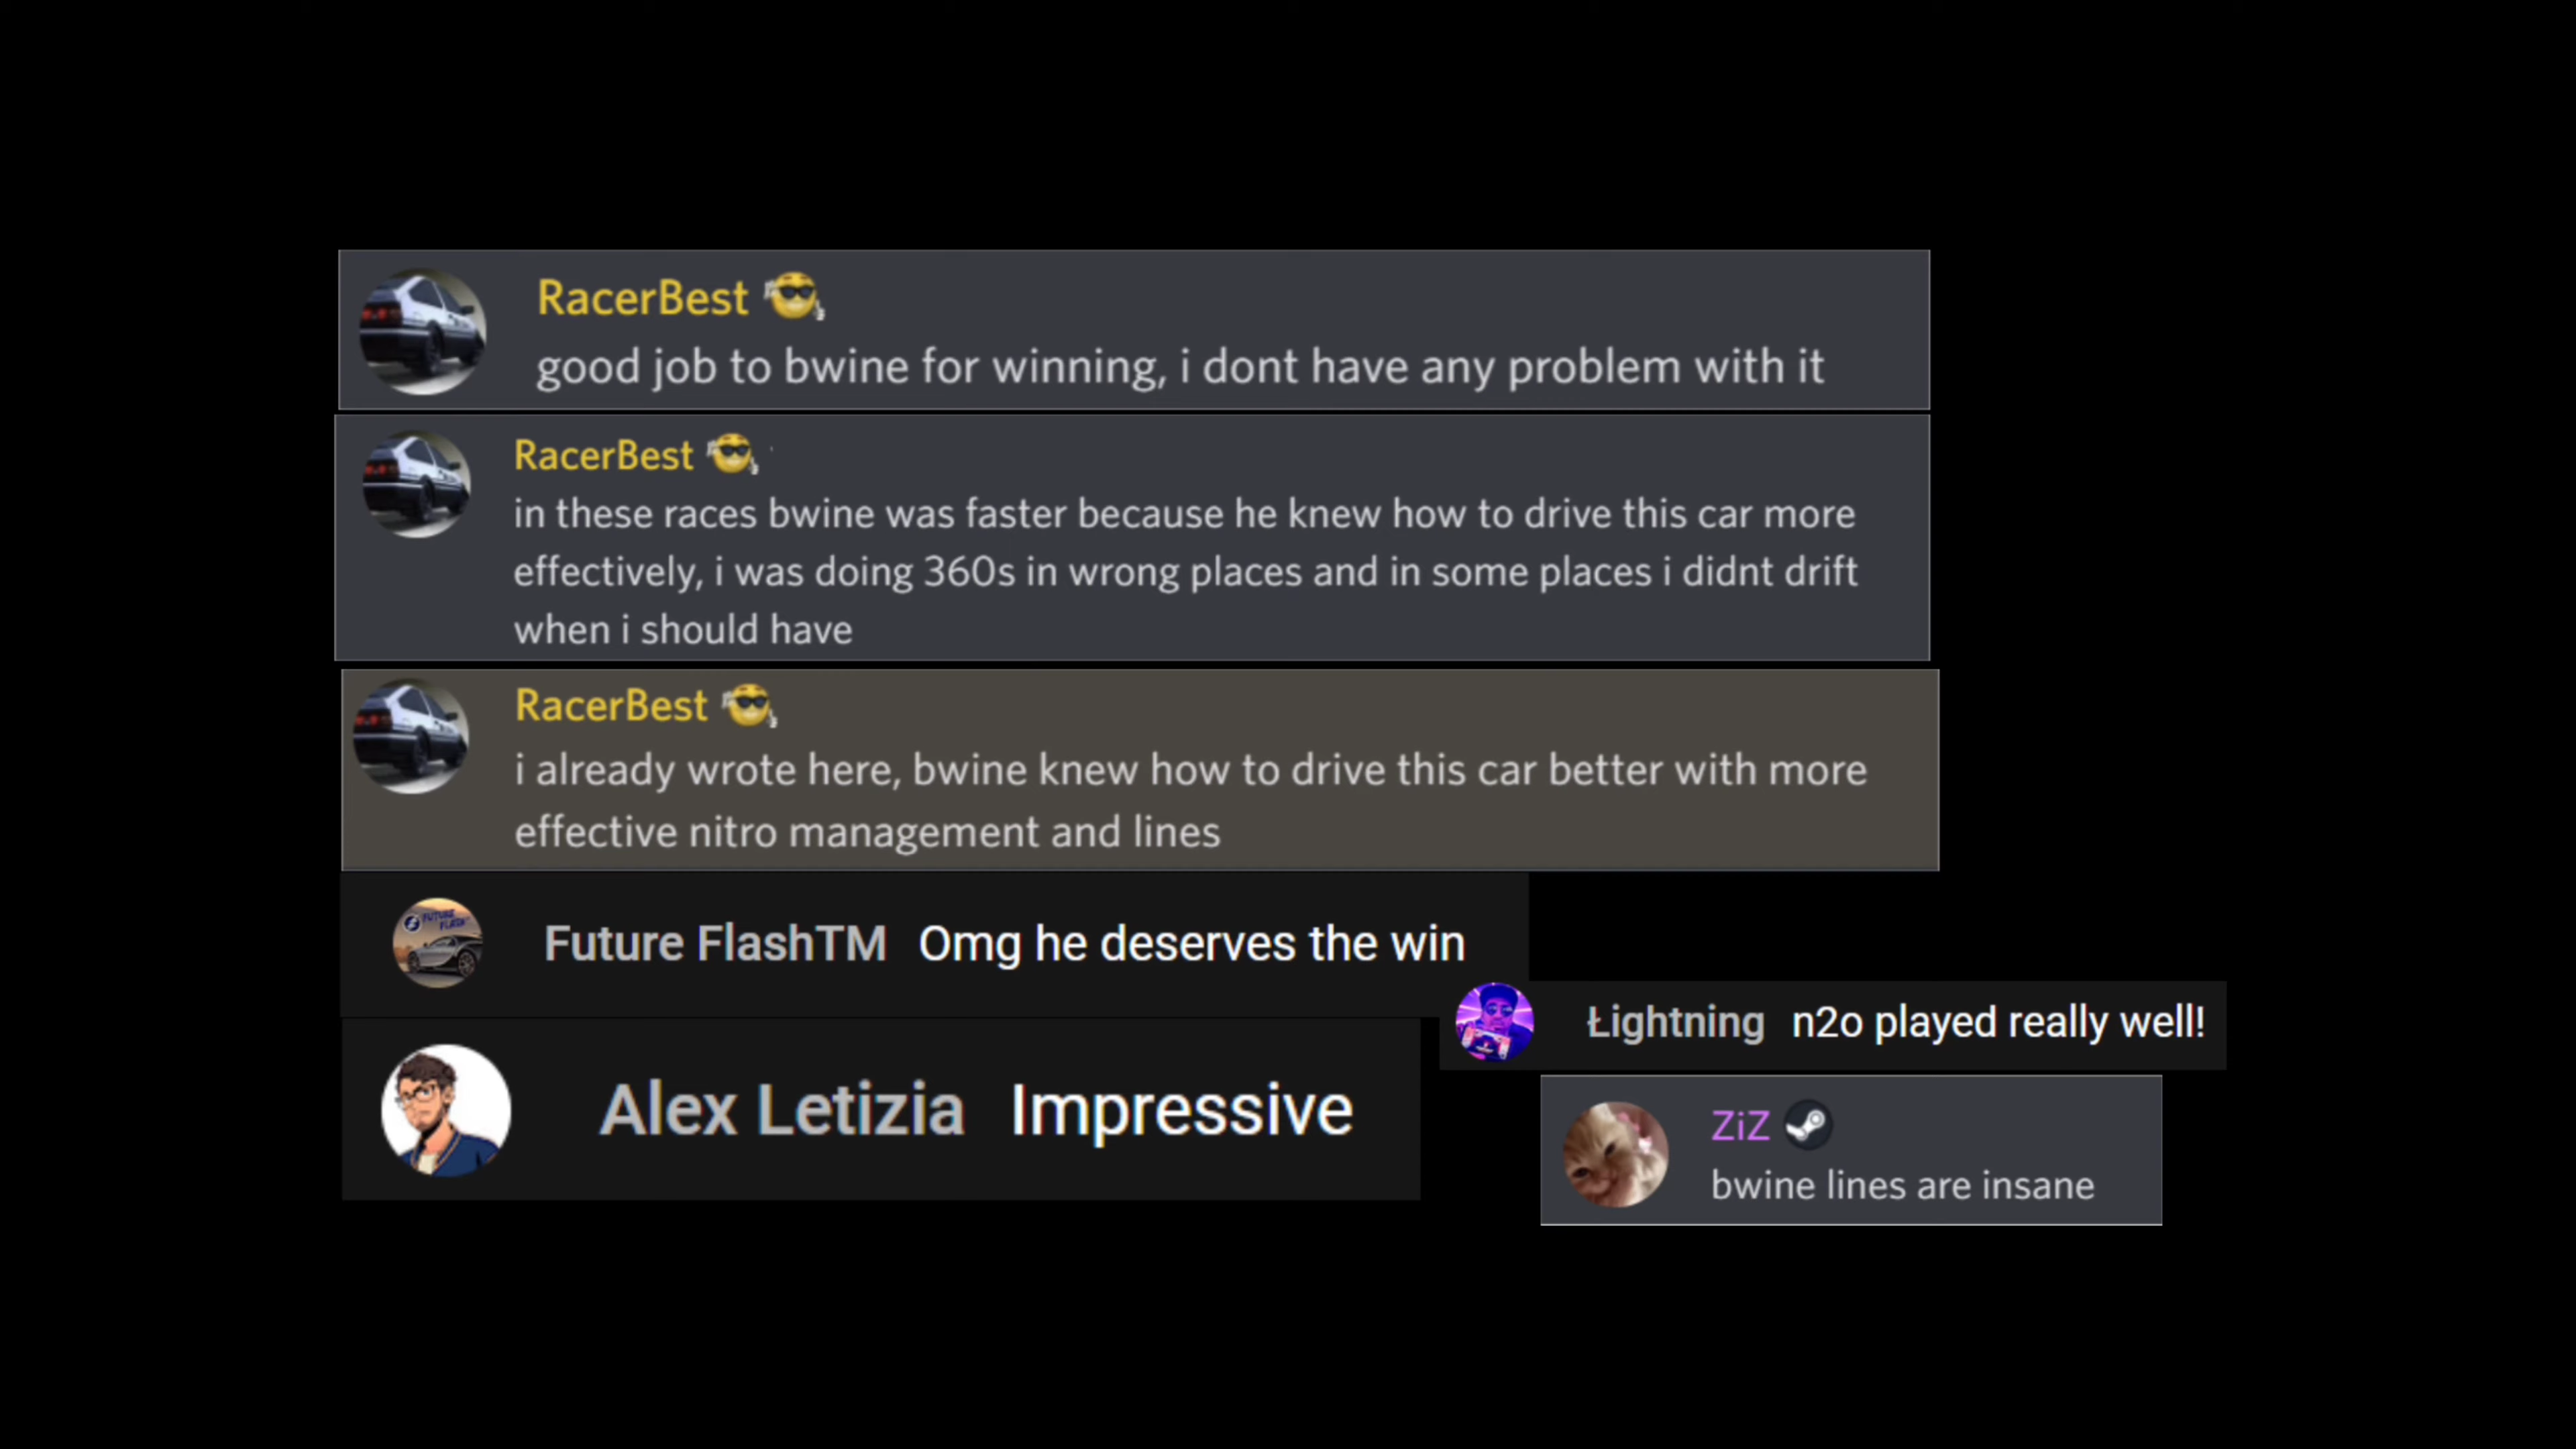 RacerBest
good job to bwine for winning, i dont have any problem with it
RacerBest
in these races bwine was faster because he knew how to drive this car more
effectively, i was doing 360s in wrong places and in some places i didnt drift
when i should have
RacerBest
i already wrote here, bwine knew how to drive this car better with more
effective nitro management and lines
FUTURE
FLASH
Future FlashTM Omg he deserves the win
Łightning n2o played really well!
Alex Letizia Impressive
ZiZ
bwine lines are insane